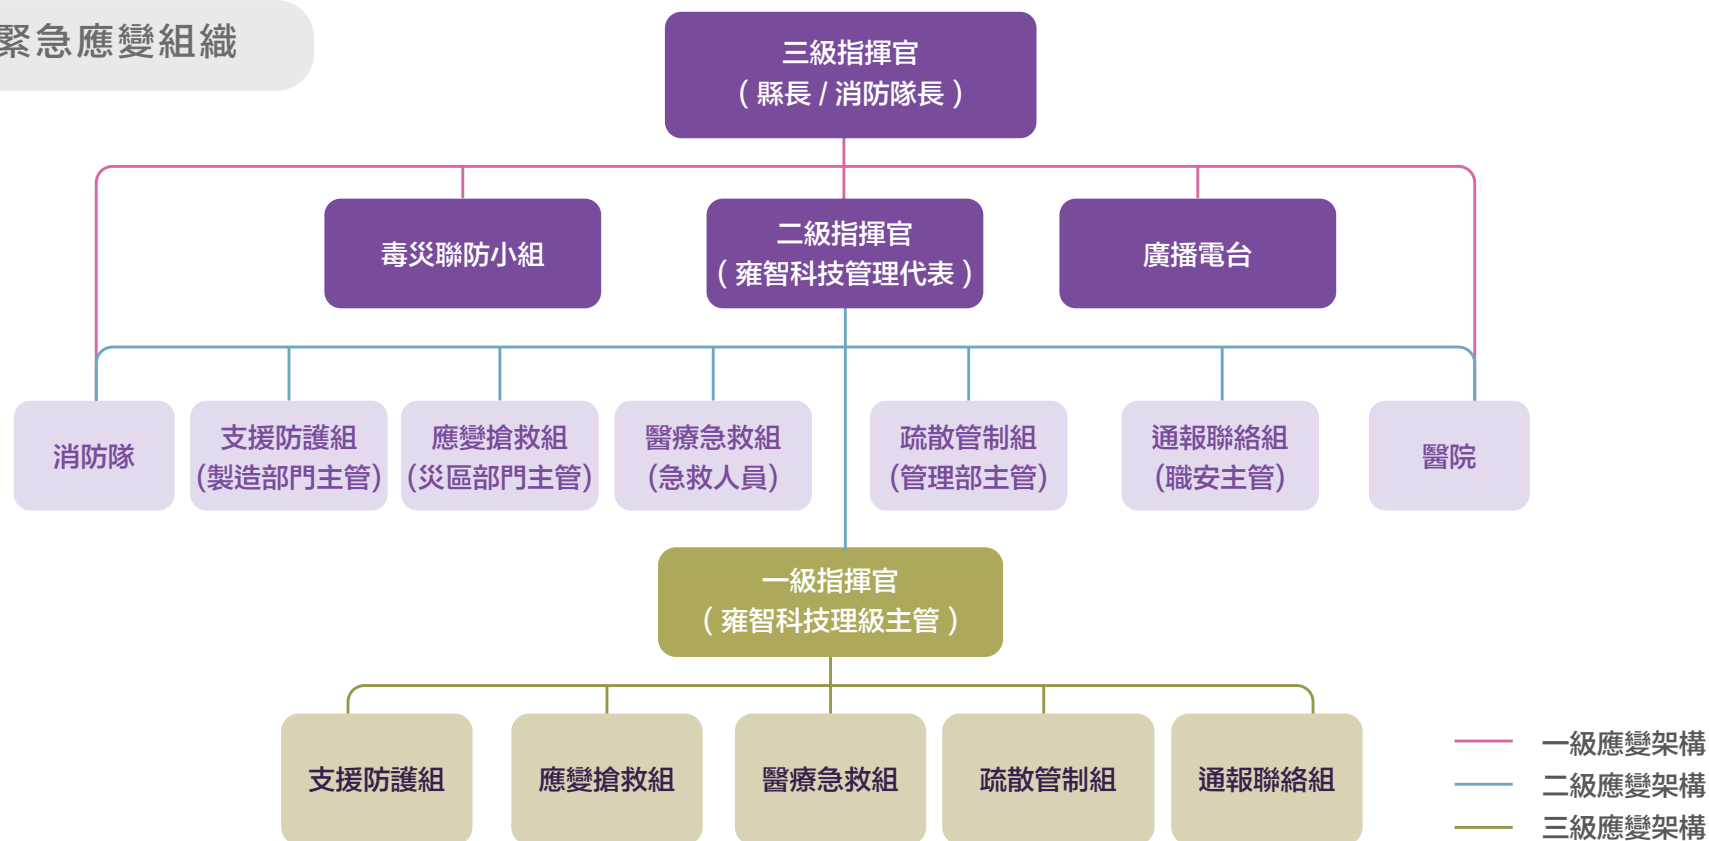 緊急應變組織
三級指揮官
( 縣長 / 消防隊長 )
毒災聯防小組
二級指揮官
( 雍智科技管理代表 )
廣播電台
消防隊
支援防護組
(製造部門主管)
應變搶救組
(災區部門主管)
醫療急救組
(急救人員)
疏散管制組
(管理部主管)
通報聯絡組
(職安主管)
醫院
一級指揮官
( 雍智科技理級主管 )
支援防護組
應變搶救組
醫療急救組
疏散管制組
通報聯絡組
一級應變架構
二級應變架構
三級應變架構